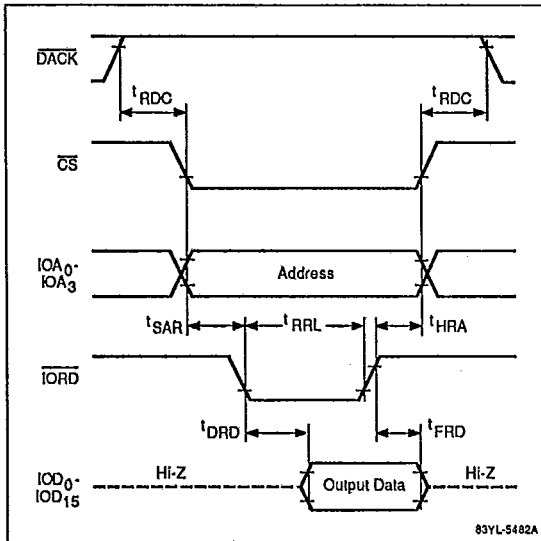 DACK
tRDC
tRDC
CS
IOA0-
IOA3
Address
tSAR
tRRL
tHRA
IORD
tDRD
tFRD
IOD0-
IOD15
Hi-Z
Output Data
Hi-Z
83YL-5482A